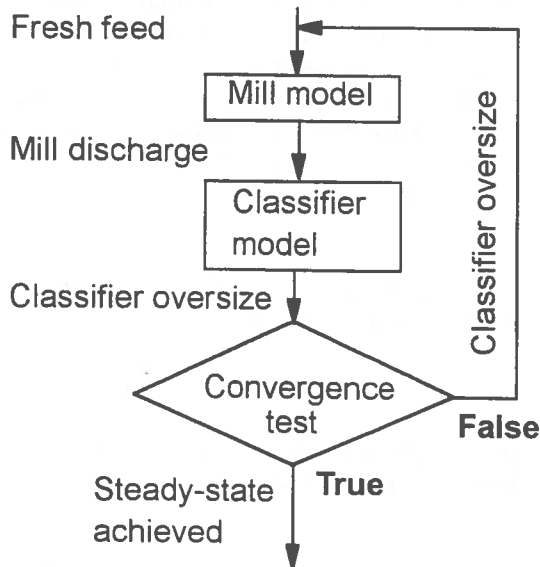 Fresh feed
Mill model
Mill discharge
Classifier
model
Classifier oversize
Classifier oversize
Convergence
test
False
True
Steady-state
achieved